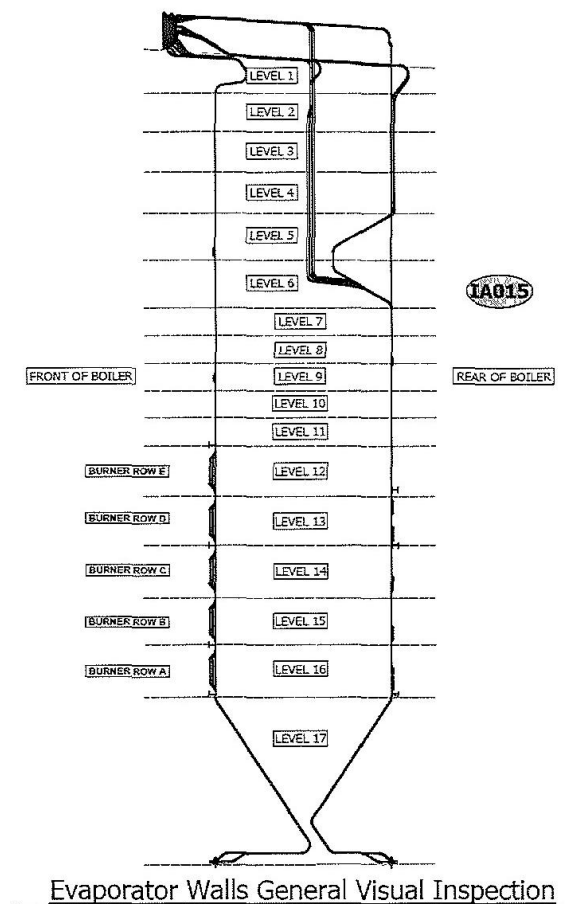 LEVEL 1
LEVEL 2
LEVEL 3
LEVEL 4
LEVEL 5
LEVEL 6
IA015
LEVEL 7
LEVEL 8
FRONT OF BOILER
LEVEL 9
REAR OF BOILER
LEVEL 10
LEVEL 11
BURNER ROW E
LEVEL 12
BURNER ROW D
LEVEL 13
BURNER ROW C
LEVEL 14
BURNER ROW B
LEVEL 15
BURNER ROW A
LEVEL 16
LEVEL 17
Evaporator Walls General Visual Inspection